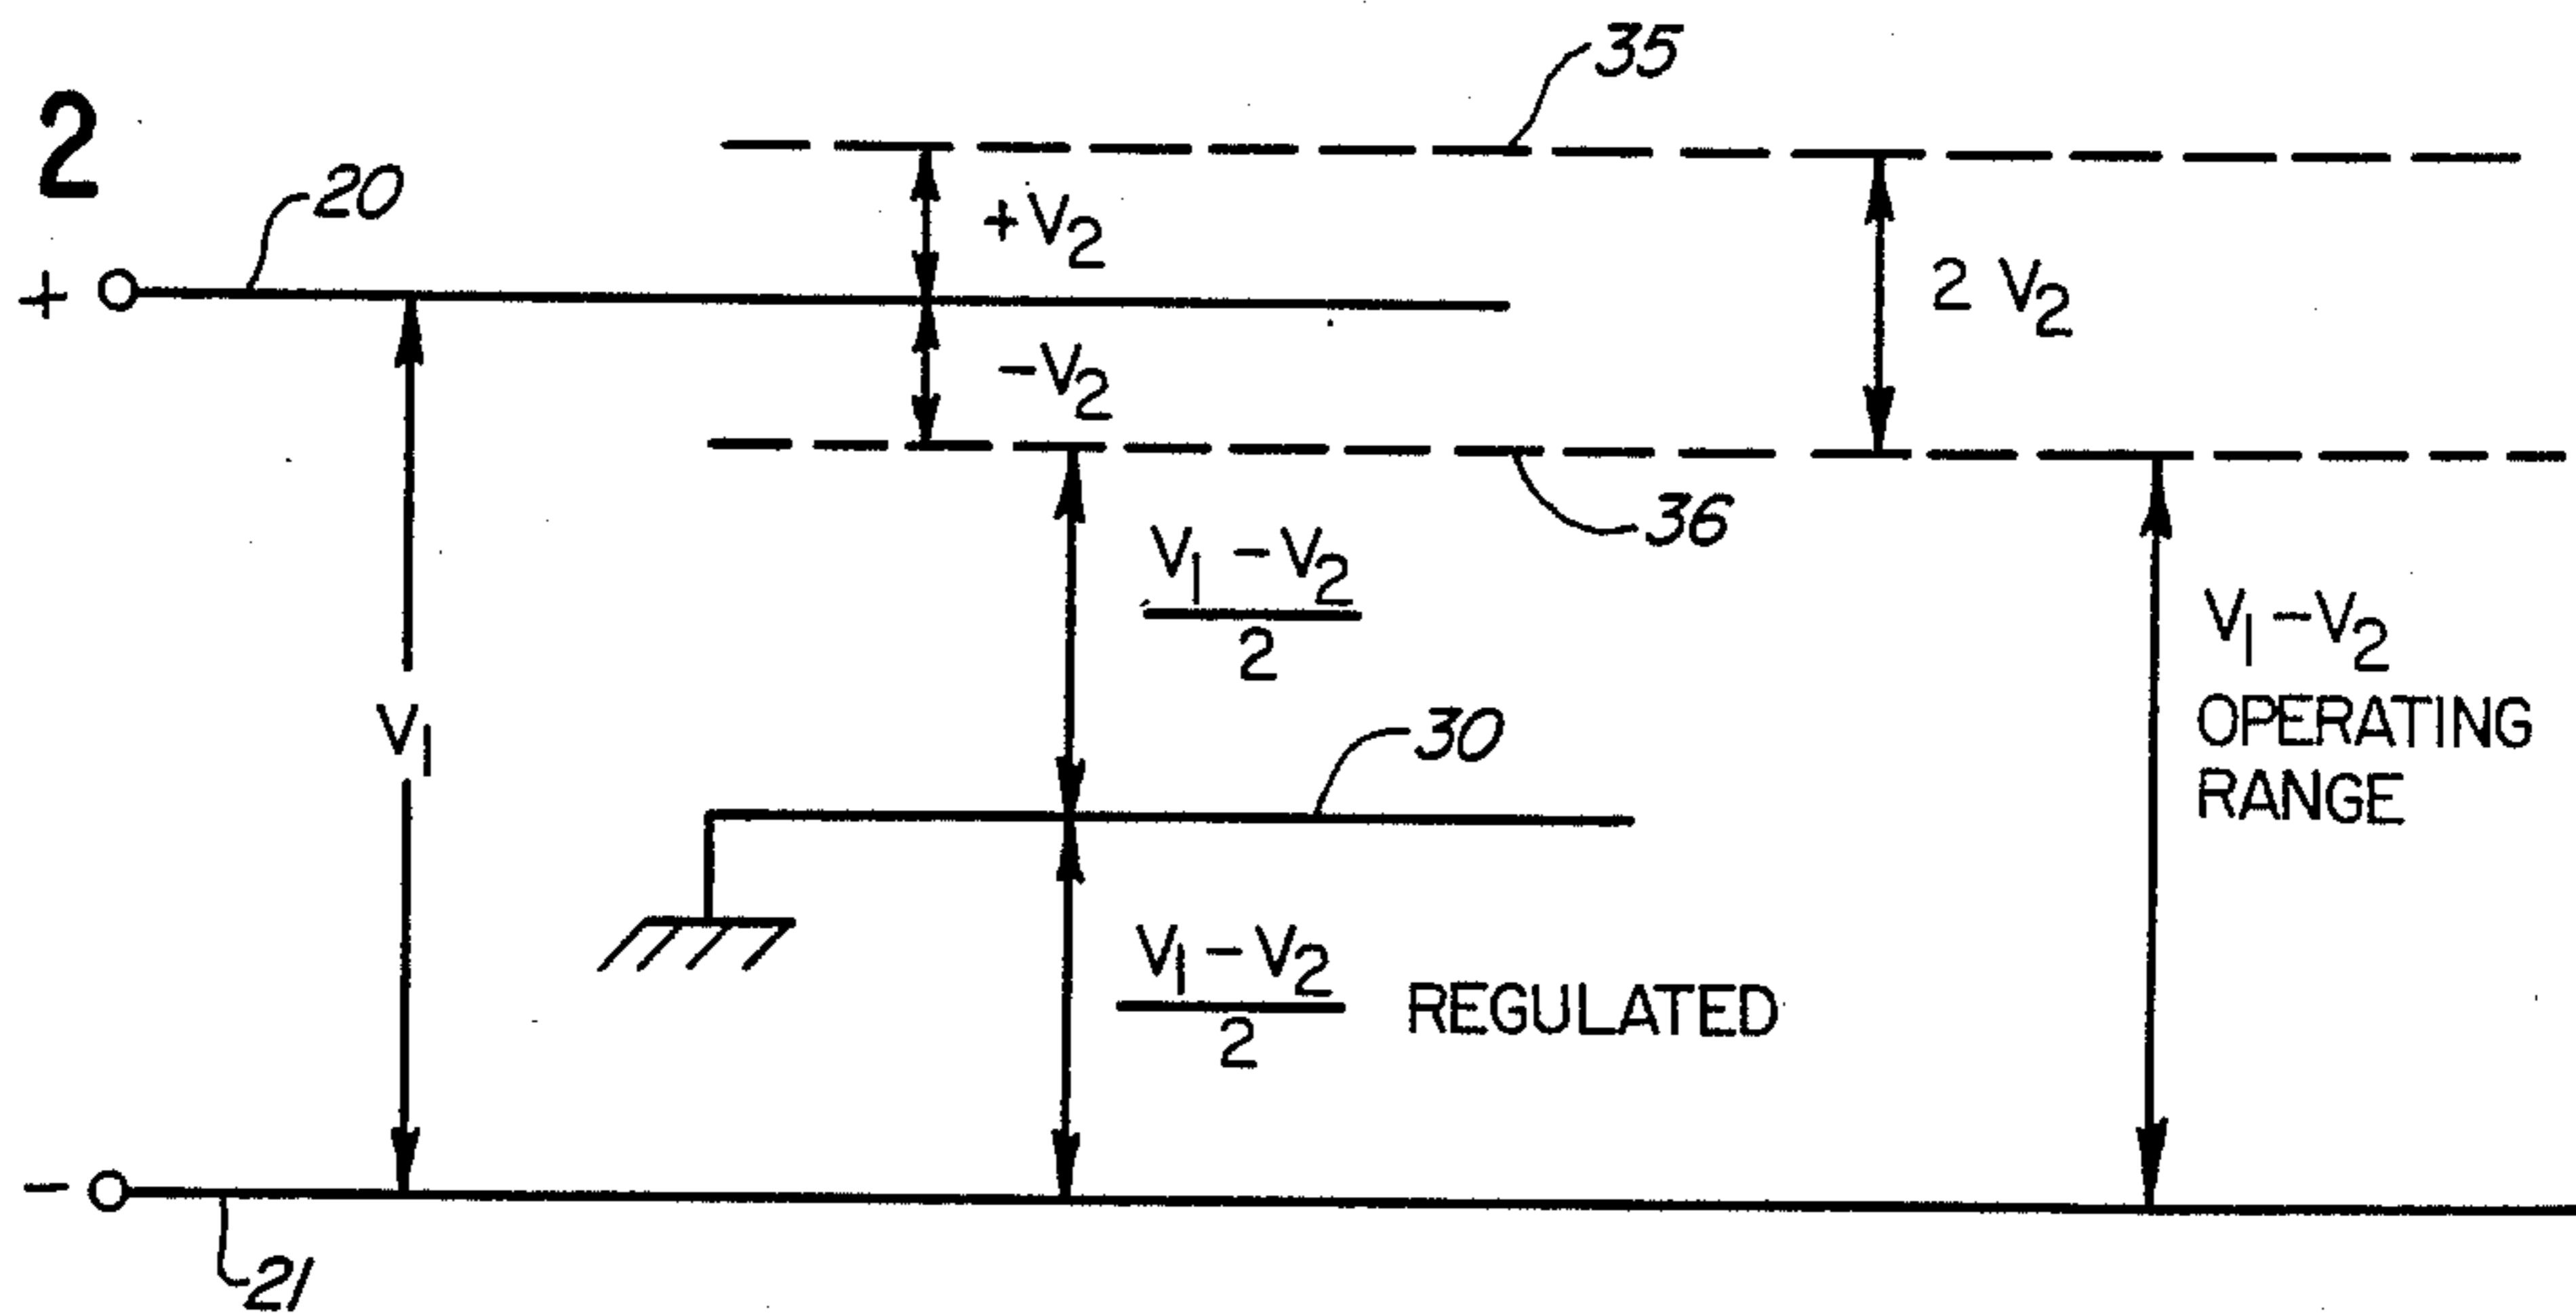 2
35
20
+
+V2
2 V2
-V2
36
V1 - V2
2
V1 - V2
OPERATING
RANGE
V1
30
V1 - V2
2
REGULATED
-
21